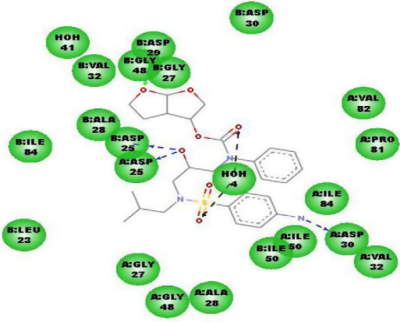 B:ASP
30
HOH
41
B:ASP
29
B:GLY
48
B:VAL
32
B:GLY
27
O
O
A:VAL
82
B:ALA
28
B:ASP
25
O
O
A:PRO
81
B:ILE
84
A:ASP
25
O
NH
HOH
4
O
A:ILE
84
N
S
O
N
B:LEU
23
A:ILE
50
B:ILE
50
A:ASP
30
A:VAL
32
A:GLY
27
A:GLY
48
A:ALA
28